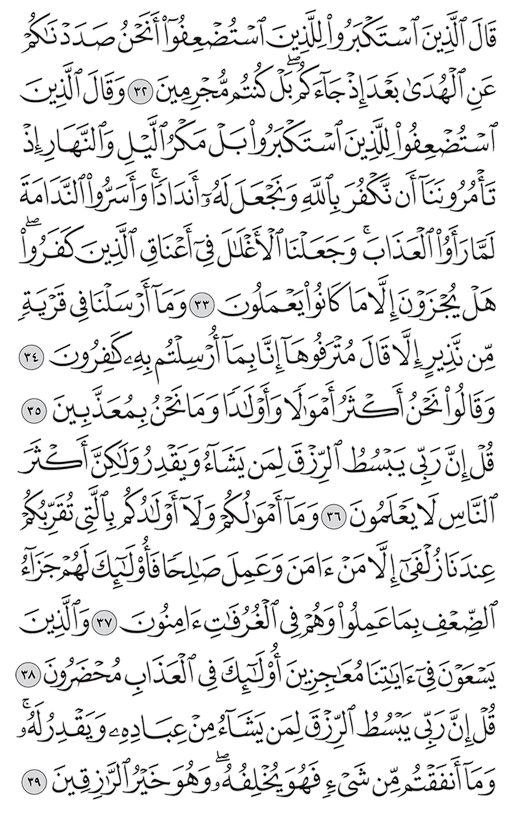 قَالَ ٱلَّذِينَ ٱسۡتَكۡبَرُواْ لِلَّذِينَ ٱسۡتُضۡعِفُوٓاْ أَنَحۡنُ صَدَدۡنَٰكُمۡ
عَنِ ٱلۡهُدَىٰ بَعۡدَ إِذۡ جَآءَكُمۖ بَلۡ كُنتُم مُّجۡرِمِينَ ٣٢ وَقَالَ ٱلَّذِينَ
ٱسۡتُضۡعِفُواْ لِلَّذِينَ ٱسۡتَكۡبَرُواْ بَلۡ مَكۡرُ ٱلَّيۡلِ وَٱلنَّهَارِ إِذۡ
تَأۡمُرُونَنَآ أَن نَّكۡفُرَ بِٱللَّهِ وَنَجۡعَلَ لَهُۥٓ أَندَادٗاۚ وَأَسَرُّواْ ٱلنَّدَامَةَ
لَمَّا رَأَوُاْ ٱلۡعَذَابَۚ وَجَعَلۡنَا ٱلۡأَغۡلَٰلَ فِيٓ أَعۡنَاقِ ٱلَّذِينَ كَفَرُواْۖ
هَلۡ يُجۡزَوۡنَ إِلَّا مَا كَانُواْ يَعۡمَلُونَ ٣٣ وَمَآ أَرۡسَلۡنَا فِي قَرۡيَةٖ
مِّن نَّذِيرٍ إِلَّا قَالَ مُتۡرَفُوهَآ إِنَّا بِمَآ أُرۡسِلۡتُم بِهِۦ كَٰفِرُونَ ٣٤
وَقَالُواْ نَحۡنُ أَكۡثَرُ أَمۡوَٰلٗا وَأَوۡلَٰدٗا وَمَا نَحۡنُ بِمُعَذَّبِينَ ٣٥
قُلۡ إِنَّ رَبِّي يَبۡسُطُ ٱلرِّزۡقَ لِمَن يَشَآءُ وَيَقۡدِرُ وَلَٰكِنَّ أَكۡثَرَ
ٱلنَّاسِ لَا يَعۡلَمُونَ ٣٦ وَمَآ أَمۡوَٰلُكُمۡ وَلَآ أَوۡلَٰدُكُم بِٱلَّتِي تُقَرِّبُكُمۡ
عِندَنَا زُلۡفَىٰٓ إِلَّا مَنۡ ءَامَنَ وَعَمِلَ صَٰلِحٗا فَأُوْلَٰٓئِكَ لَهُمۡ جَزَآءُ
ٱلضِّعۡفِ بِمَا عَمِلُواْ وَهُمۡ فِي ٱلۡغُرُفَٰتِ ءَامِنُونَ ٣٧ وَٱلَّذِينَ
يَسۡعَوۡنَ فِيٓ ءَايَٰتِنَا مُعَٰجِزِينَ أُوْلَٰٓئِكَ فِي ٱلۡعَذَابِ مُحۡضَرُونَ ٣٨
قُلۡ إِنَّ رَبِّي يَبۡسُطُ ٱلرِّزۡقَ لِمَن يَشَآءُ مِنۡ عِبَادِهِۦ وَيَقۡدِرُ لَهُۥۚ
وَمَآ أَنفَقۡتُم مِّن شَيۡءٖ فَهُوَ يُخۡلِفُهُۥۖ وَهُوَ خَيۡرُ ٱلرَّٰزِقِينَ ٣٩